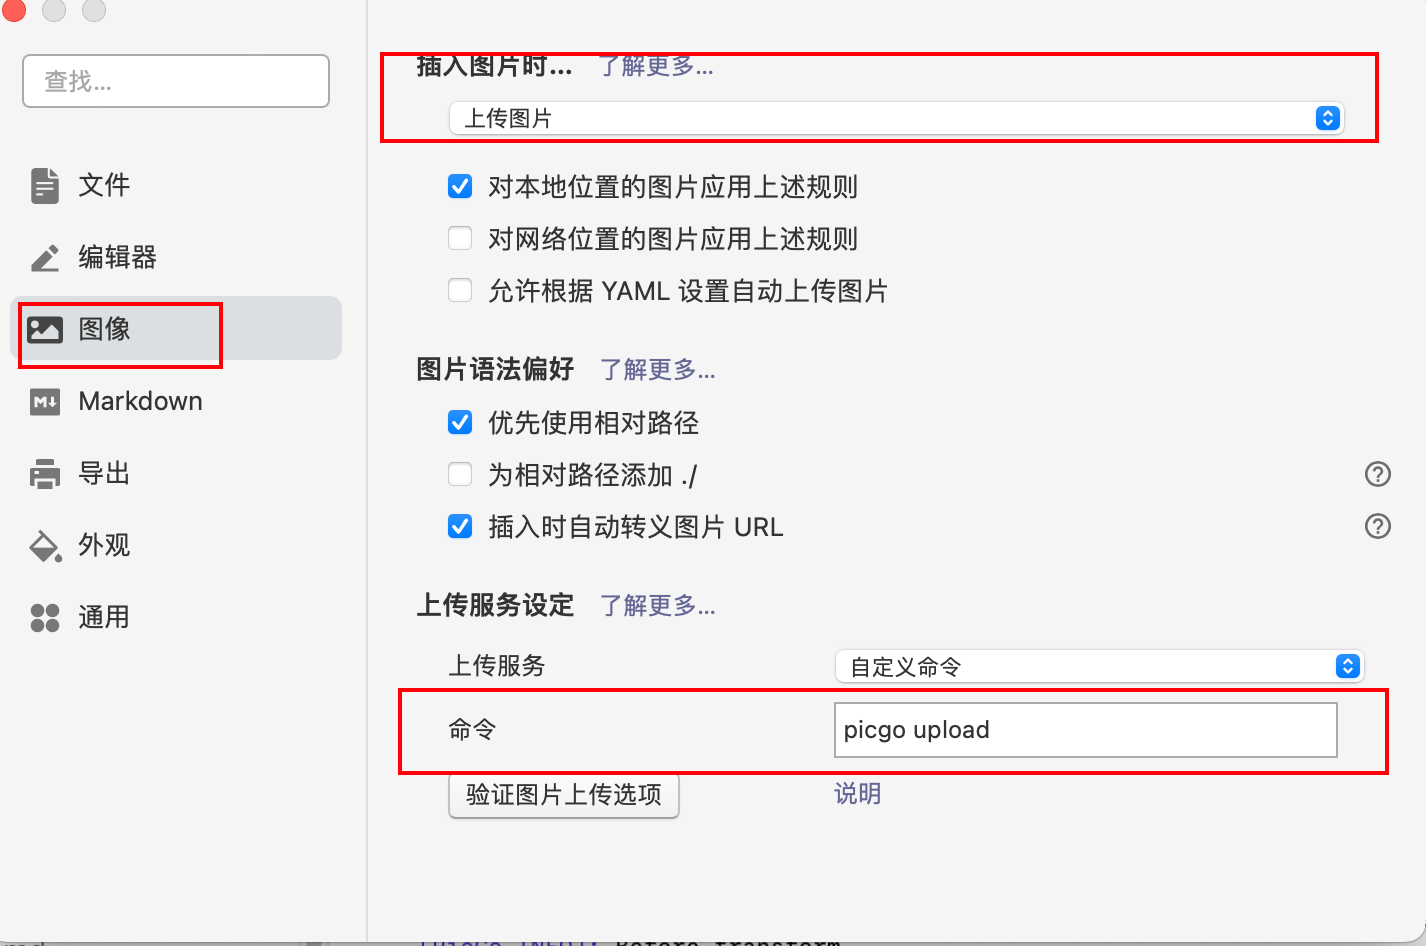 查找...
文件
编辑器
图像
Markdown
导出
外观
通用
插入图片时... 了解更多...
上传图片
对本地位置的图片应用上述规则
对网络位置的图片应用上述规则
允许根据 YAML 设置自动上传图片
图片语法偏好 了解更多...
优先使用相对路径
为相对路径添加 ./
插入时自动转义图片 URL
上传服务设定 了解更多...
上传服务 自定义命令
命令 picgo upload
验证图片上传选项 说明